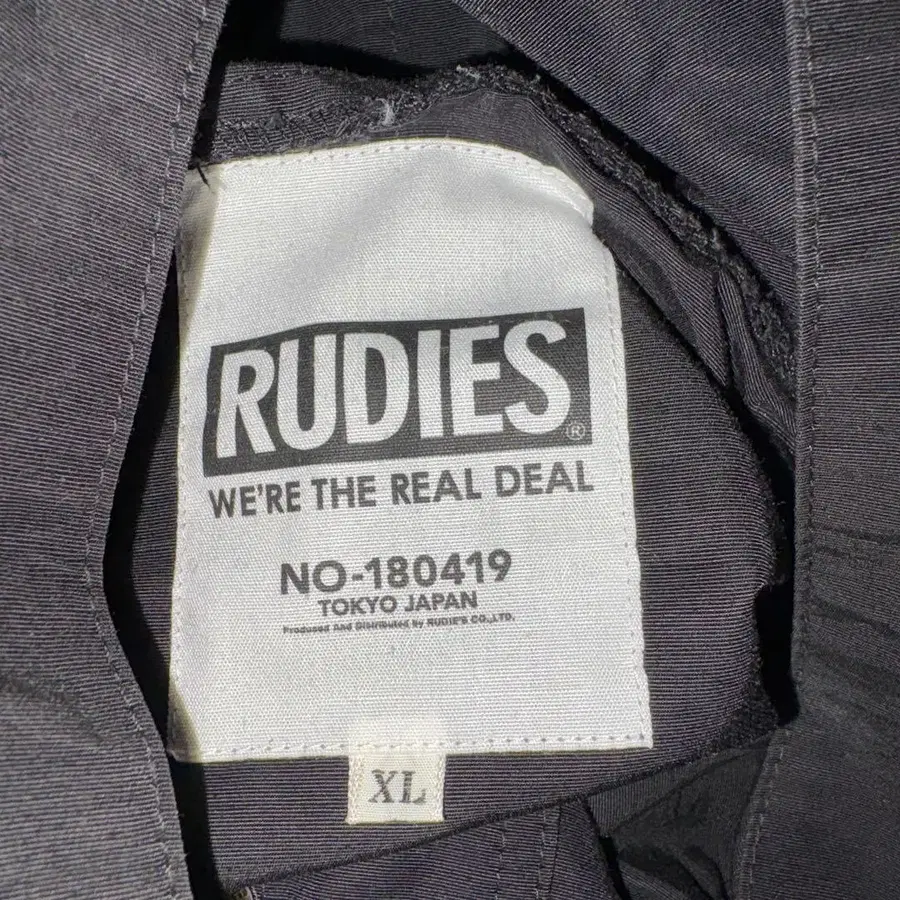 RUDIES®
WE'RE THE REAL DEAL
NO-180419
TOKYO JAPAN
Produced And Distributed by RUDIE'S CO.,LTD.
XL